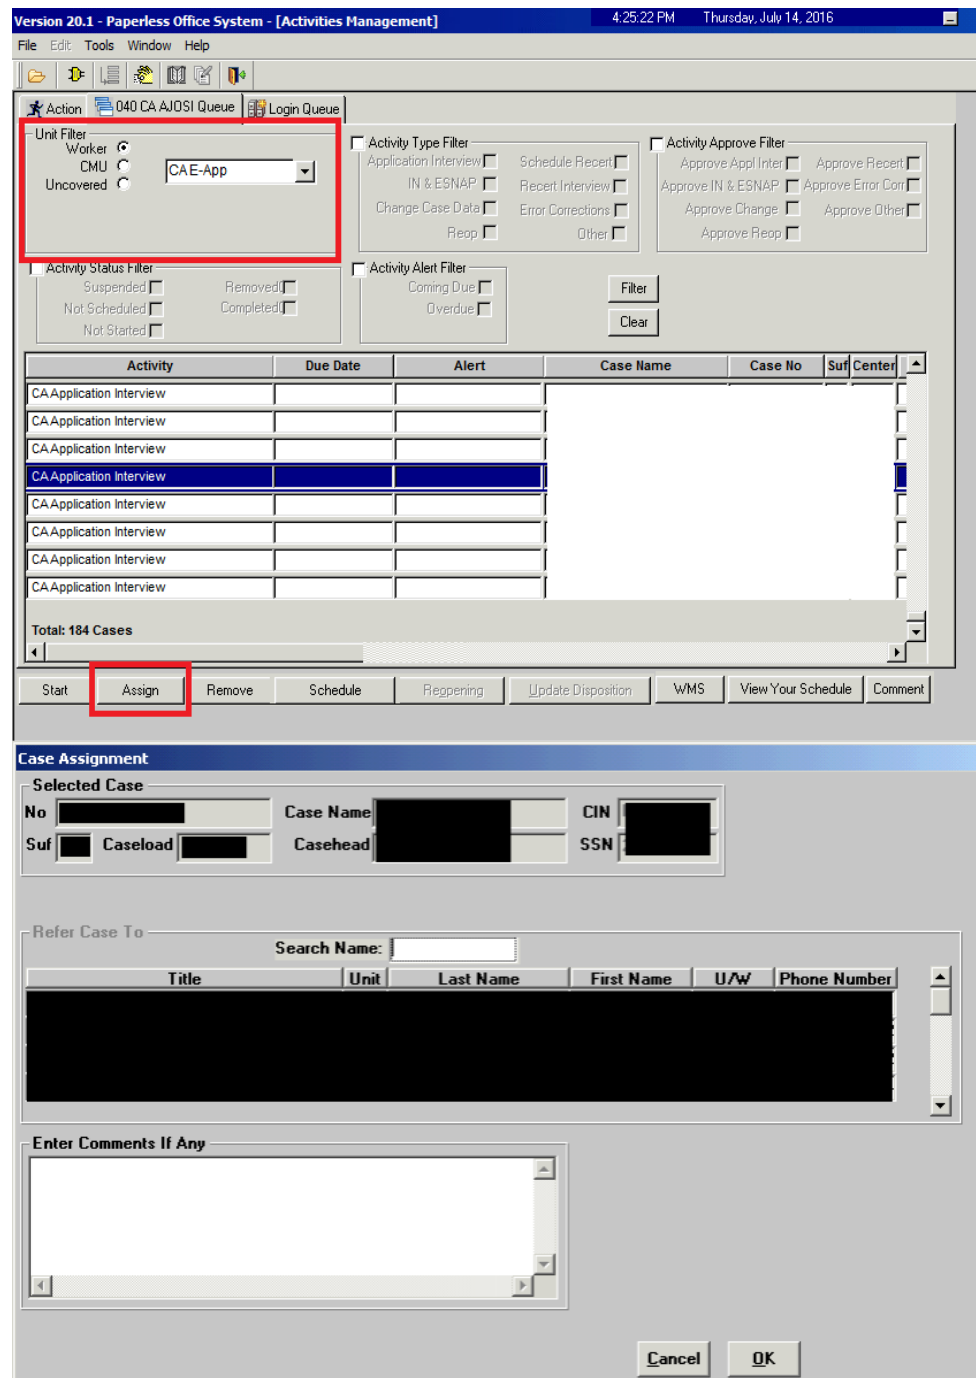 Version 20.1 - Paperless Office System - [Activities Management] 4:25:22 PM Thursday, July 14, 2016
File Edit Tools Window Help
Action 040 CA AJOSI Queue Login Queue
Unit Filter
Worker
CMU
Uncovered
CA E-App
Activity Type Filter
Application Interview Schedule Recert
IN & ESNAP Recert Interview
Change Case Data Error Corrections
Reop Other
Activity Approve Filter
Approve Appl Inter Approve Recert
Approve IN & ESNAP Approve Error Corr
Approve Change Approve Other
Approve Reop
Activity Status Filter
Suspended Removed
Not Scheduled Completed
Not Started
Activity Alert Filter
Coming Due
Overdue
Filter
Clear
Activity Due Date Alert Case Name Case No Suf Center
CA Application Interview
CA Application Interview
CA Application Interview
CA Application Interview
CA Application Interview
CA Application Interview
CA Application Interview
CA Application Interview
Total: 184 Cases
Start Assign Remove Schedule Reopening Update Disposition WMS View Your Schedule Comment
Case Assignment
Selected Case
No Case Name CIN
Suf Caseload Casehead SSN
Refer Case To
Search Name:
Title Unit Last Name First Name U/W Phone Number
Enter Comments If Any
Cancel OK